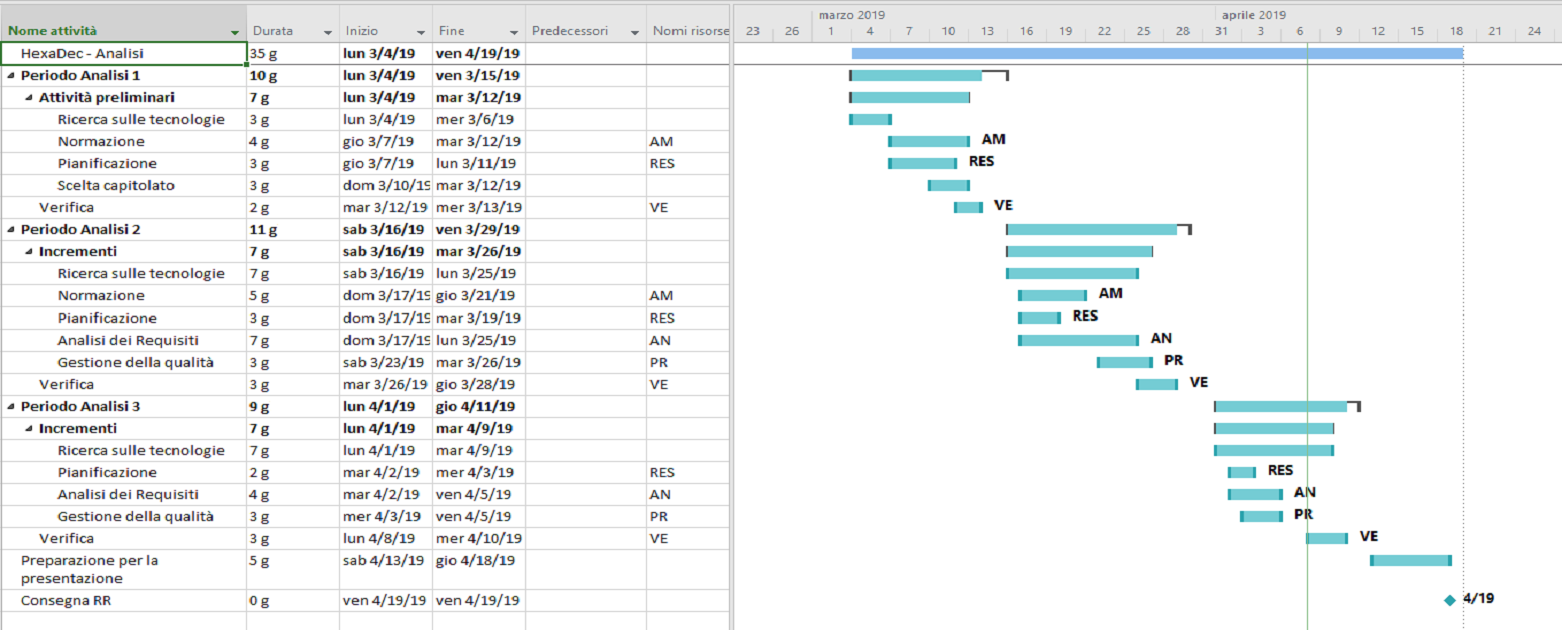 marzo 2019 aprile 2019
Nome attività Durata Inizio Fine Predecessori Nomi risorse 23 26 1 4 7 10 13 16 19 22 25 28 31 3 6 9 12 15 18 21 24
HexaDec - Analisi 35 g lun 3/4/19 ven 4/19/19
Periodo Analisi 1 10 g lun 3/4/19 ven 3/15/19
Attività preliminari 7 g lun 3/4/19 mar 3/12/19
Ricerca sulle tecnologie 3 g lun 3/4/19 mer 3/6/19
Normazione 4 g gio 3/7/19 mar 3/12/19 AM AM
Pianificazione 3 g gio 3/7/19 lun 3/11/19 RES RES
Scelta capitolato 3 g dom 3/10/19 mar 3/12/19
Verifica 2 g mar 3/12/19 mer 3/13/19 VE VE
Periodo Analisi 2 11 g sab 3/16/19 ven 3/29/19
Incrementi 7 g sab 3/16/19 mar 3/26/19
Ricerca sulle tecnologie 7 g sab 3/16/19 lun 3/25/19
Normazione 5 g dom 3/17/19 gio 3/21/19 AM AM
Pianificazione 3 g dom 3/17/19 mar 3/19/19 RES RES
Analisi dei Requisiti 7 g dom 3/17/19 lun 3/25/19 AN AN
Gestione della qualità 3 g sab 3/23/19 mar 3/26/19 PR PR
Verifica 3 g mar 3/26/19 gio 3/28/19 VE VE
Periodo Analisi 3 9 g lun 4/1/19 gio 4/11/19
Incrementi 7 g lun 4/1/19 mar 4/9/19
Ricerca sulle tecnologie 7 g lun 4/1/19 mar 4/9/19
Pianificazione 2 g mar 4/2/19 mer 4/3/19 RES RES
Analisi dei Requisiti 4 g mar 4/2/19 ven 4/5/19 AN AN
Gestione della qualità 3 g mer 4/3/19 ven 4/5/19 PR PR
Verifica 3 g lun 4/8/19 mer 4/10/19 VE VE
Preparazione per la 5 g sab 4/13/19 gio 4/18/19
presentazione
Consegna RR 0 g ven 4/19/19 ven 4/19/19 4/19